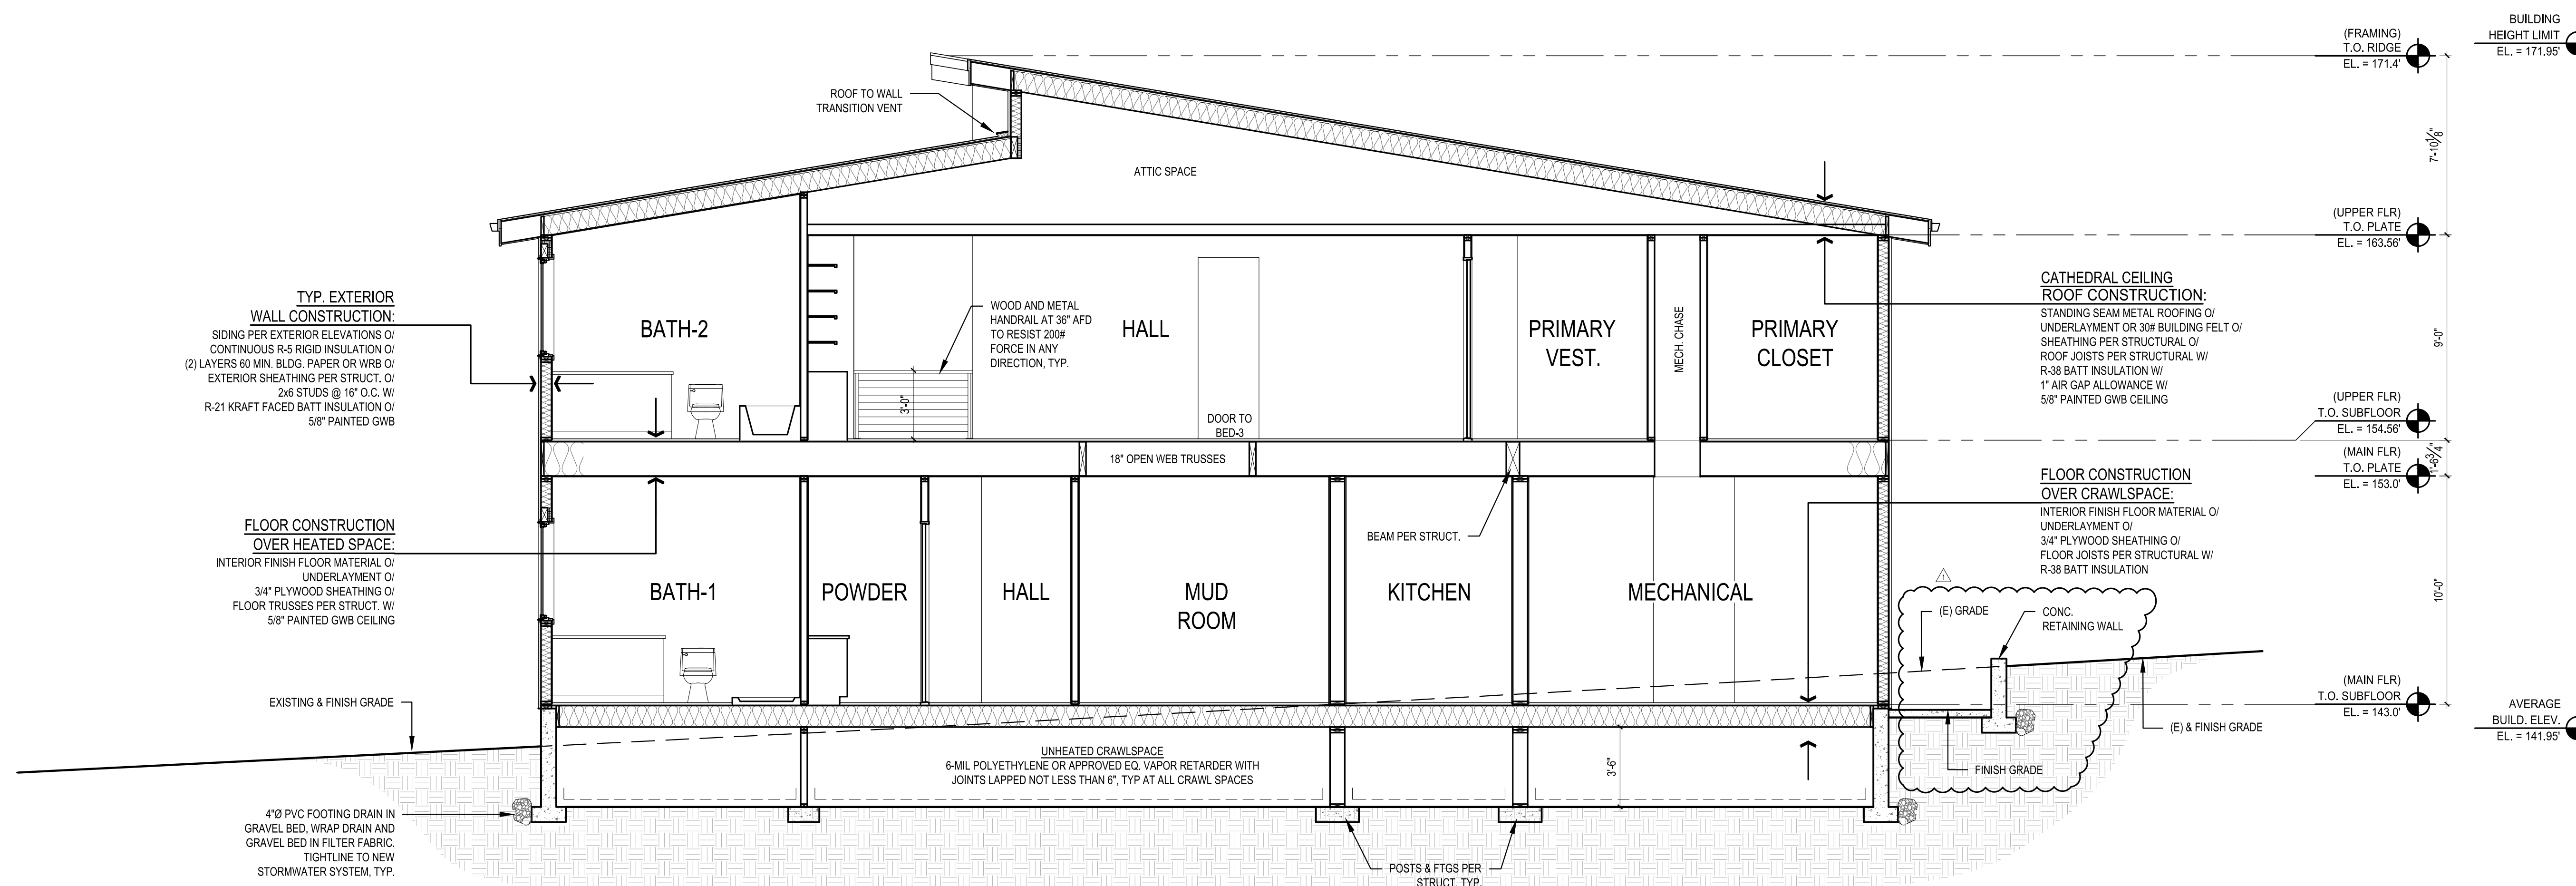 BUILDING
HEIGHT LIMIT
EL. = 171.95'
(FRAMING)
T.O. RIDGE
EL. = 171.4'
ROOF TO WALL
TRANSITION VENT
7'-10 1/8"
ATTIC SPACE
(UPPER FLR)
T.O. PLATE
EL. = 163.56'
TYP. EXTERIOR
WALL CONSTRUCTION:
SIDING PER EXTERIOR ELEVATIONS O/
CONTINUOUS R-5 RIGID INSULATION O/
(2) LAYERS 60 MIN. BLDG. PAPER OR WRB O/
EXTERIOR SHEATHING PER STRUCT. O/
2x6 STUDS @ 16" O.C. W/
R-21 KRAFT FACED BATT INSULATION O/
5/8" PAINTED GWB
BATH-2
WOOD AND METAL
HANDRAIL AT 36" AFD
TO RESIST 200#
FORCE IN ANY
DIRECTION, TYP.
3'-0"
HALL
DOOR TO
BED-3
PRIMARY
VEST.
MECH. CHASE
PRIMARY
CLOSET
CATHEDRAL CEILING
ROOF CONSTRUCTION:
STANDING SEAM METAL ROOFING O/
UNDERLAYMENT OR 30# BUILDING FELT O/
SHEATHING PER STRUCTURAL O/
ROOF JOISTS PER STRUCTURAL W/
R-38 BATT INSULATION W/
1" AIR GAP ALLOWANCE W/
5/8" PAINTED GWB CEILING
9'-0"
(UPPER FLR)
T.O. SUBFLOOR
EL. = 154.56'
18" OPEN WEB TRUSSES
1'-6 3/4"
(MAIN FLR)
T.O. PLATE
EL. = 153.0'
FLOOR CONSTRUCTION
OVER HEATED SPACE:
INTERIOR FINISH FLOOR MATERIAL O/
UNDERLAYMENT O/
3/4" PLYWOOD SHEATHING O/
FLOOR TRUSSES PER STRUCT. W/
5/8" PAINTED GWB CEILING
BEAM PER STRUCT.
FLOOR CONSTRUCTION
OVER CRAWLSPACE:
INTERIOR FINISH FLOOR MATERIAL O/
UNDERLAYMENT O/
3/4" PLYWOOD SHEATHING O/
FLOOR JOISTS PER STRUCTURAL W/
R-38 BATT INSULATION
BATH-1
POWDER
HALL
MUD
ROOM
KITCHEN
MECHANICAL
10'-0"
1
(E) GRADE
CONC.
RETAINING WALL
EXISTING & FINISH GRADE
(MAIN FLR)
T.O. SUBFLOOR
EL. = 143.0'
AVERAGE
BUILD. ELEV.
EL. = 141.95'
(E) & FINISH GRADE
FINISH GRADE
UNHEATED CRAWLSPACE
6-MIL POLYETHYLENE OR APPROVED EQ. VAPOR RETARDER WITH
JOINTS LAPPED NOT LESS THAN 6", TYP AT ALL CRAWL SPACES
3'-6"
4"Ø PVC FOOTING DRAIN IN
GRAVEL BED, WRAP DRAIN AND
GRAVEL BED IN FILTER FABRIC.
TIGHTLINE TO NEW
STORMWATER SYSTEM, TYP.
POSTS & FTGS PER
STRUCT. TYP.